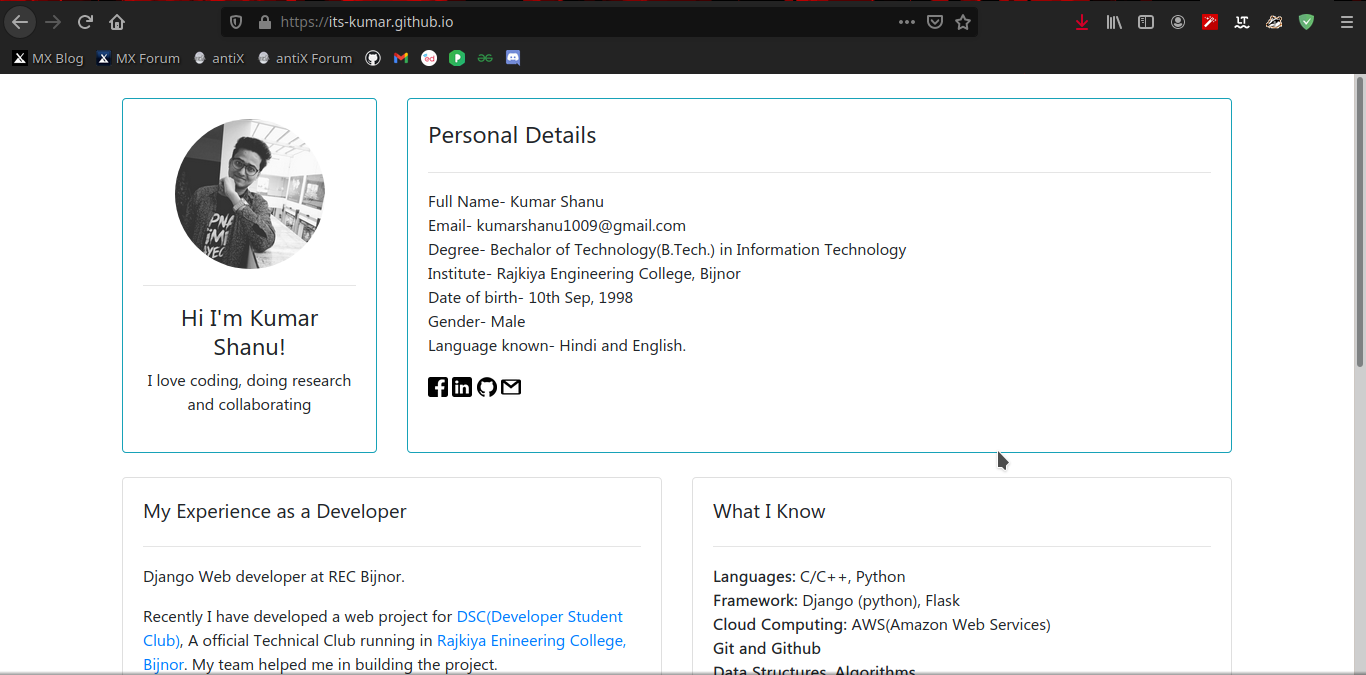 https://its-kumar.github.io
MX Blog MX Forum antiX antiX Forum
Personal Details
Full Name- Kumar Shanu
Email- kumarshanu1009@gmail.com
Degree- Bechalor of Technology(B.Tech.) in Information Technology
Institute- Rajkiya Engineering College, Bijnor
Date of birth- 10th Sep, 1998
Gender- Male
Language known- Hindi and English.
Hi I'm Kumar
Shanu!
I love coding, doing research
and collaborating
My Experience as a Developer
Django Web developer at REC Bijnor.
Recently I have developed a web project for DSC(Developer Student
Club), A official Technical Club running in Rajkiya Enineering College,
Bijnor. My team helped me in building the project.
What I Know
Languages: C/C++, Python
Framework: Django (python), Flask
Cloud Computing: AWS(Amazon Web Services)
Git and Github
Data Structures, Algorithms